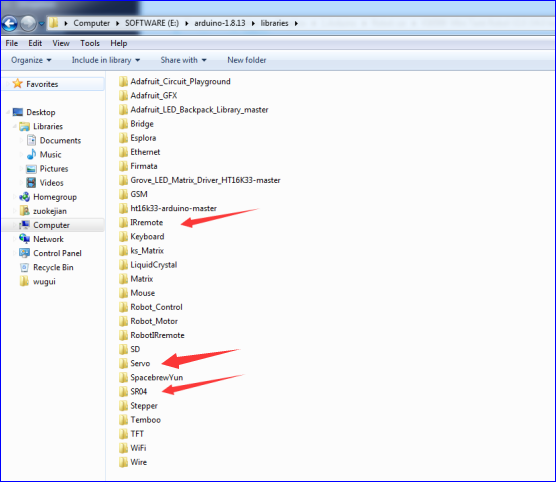 Computer ▸ SOFTWARE (E:) ▸ arduino-1.8.13 ▸ libraries ▸
File Edit View Tools Help
Organize Include in library Share with New folder
Favorites
Desktop
Libraries
Documents
Music
Pictures
Videos
Homegroup
zuokejian
Computer
Network
Control Panel
Recycle Bin
wugui
Adafruit_Circuit_Playground
Adafruit_GFX
Adafruit_LED_Backpack_Library_master
Bridge
Esplora
Ethernet
Firmata
Grove_LED_Matrix_Driver_HT16K33-master
GSM
ht16k33-arduino-master
IRremote
Keyboard
ks_Matrix
LiquidCrystal
Matrix
Mouse
Robot_Control
Robot_Motor
RobotIRremote
SD
Servo
SpacebrewYun
SR04
Stepper
Temboo
TFT
WiFi
Wire